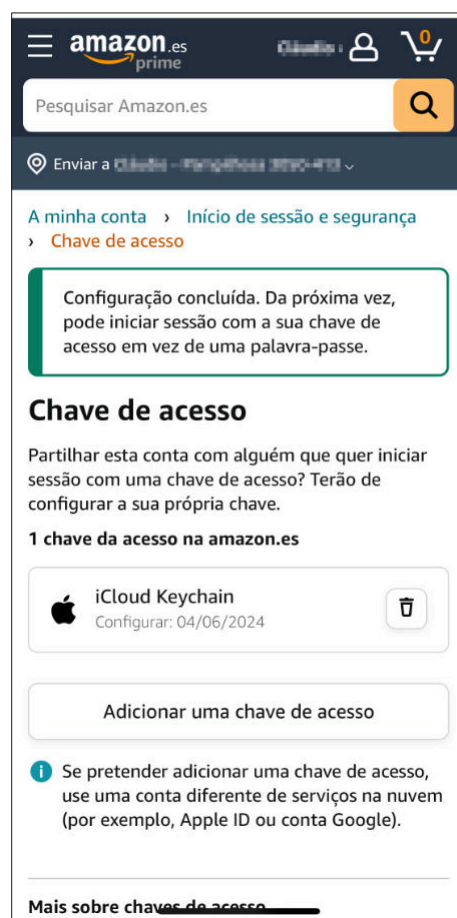 amazon.es
prime
0
Pesquisar Amazon.es
Enviar a
A minha conta › Início de sessão e segurança
› Chave de acesso
Configuração concluída. Da próxima vez,
pode iniciar sessão com a sua chave de
acesso em vez de uma palavra-passe.
Chave de acesso
Partilhar esta conta com alguém que quer iniciar
sessão com uma chave de acesso? Terão de
configurar a sua própria chave.
1 chave da acesso na amazon.es
iCloud Keychain
Configurar: 04/06/2024
Adicionar uma chave de acesso
Se pretender adicionar uma chave de acesso,
use uma conta diferente de serviços na nuvem
(por exemplo, Apple ID ou conta Google).
Mais sobre chaves de acesso